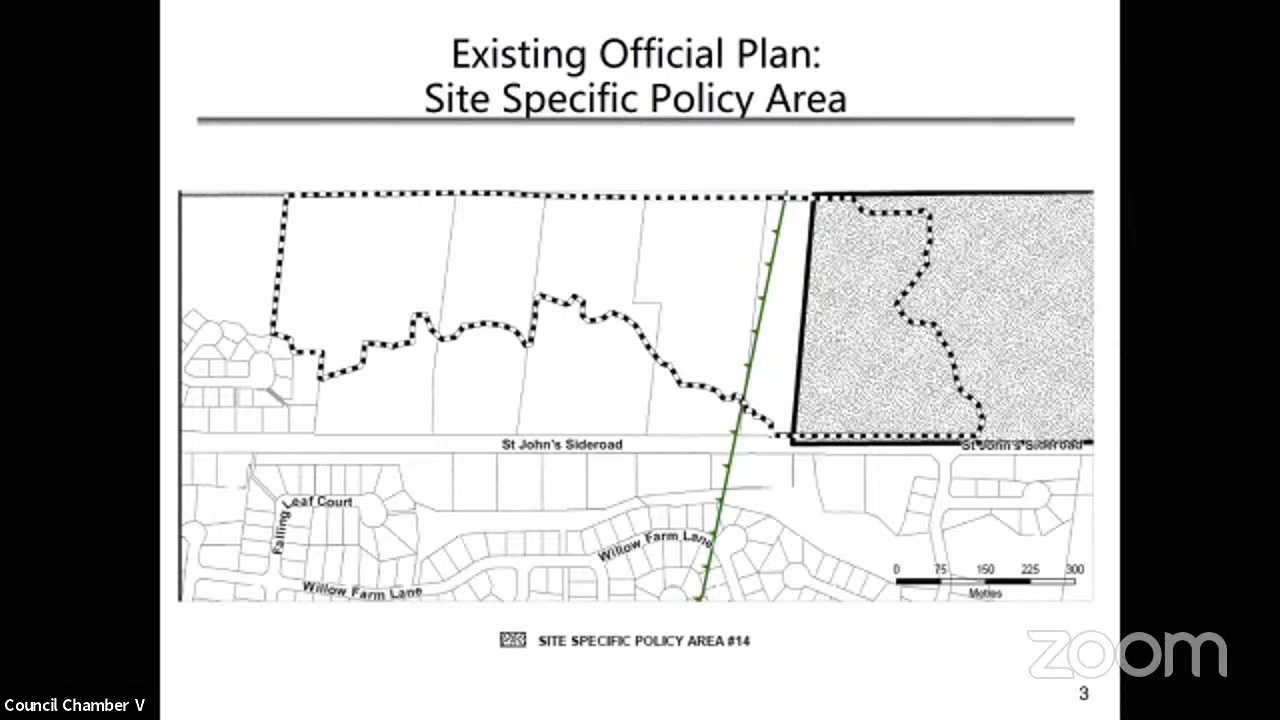 Existing Official Plan:
Site Specific Policy Area
St John's Sideroad
St John's Sideroad
Leaf Court
Falling
Willow Farm Lane
Willow Farm Lane
0 75 150 225 300
Metres
SITE SPECIFIC POLICY AREA #14
zoom
3
Council Chamber V